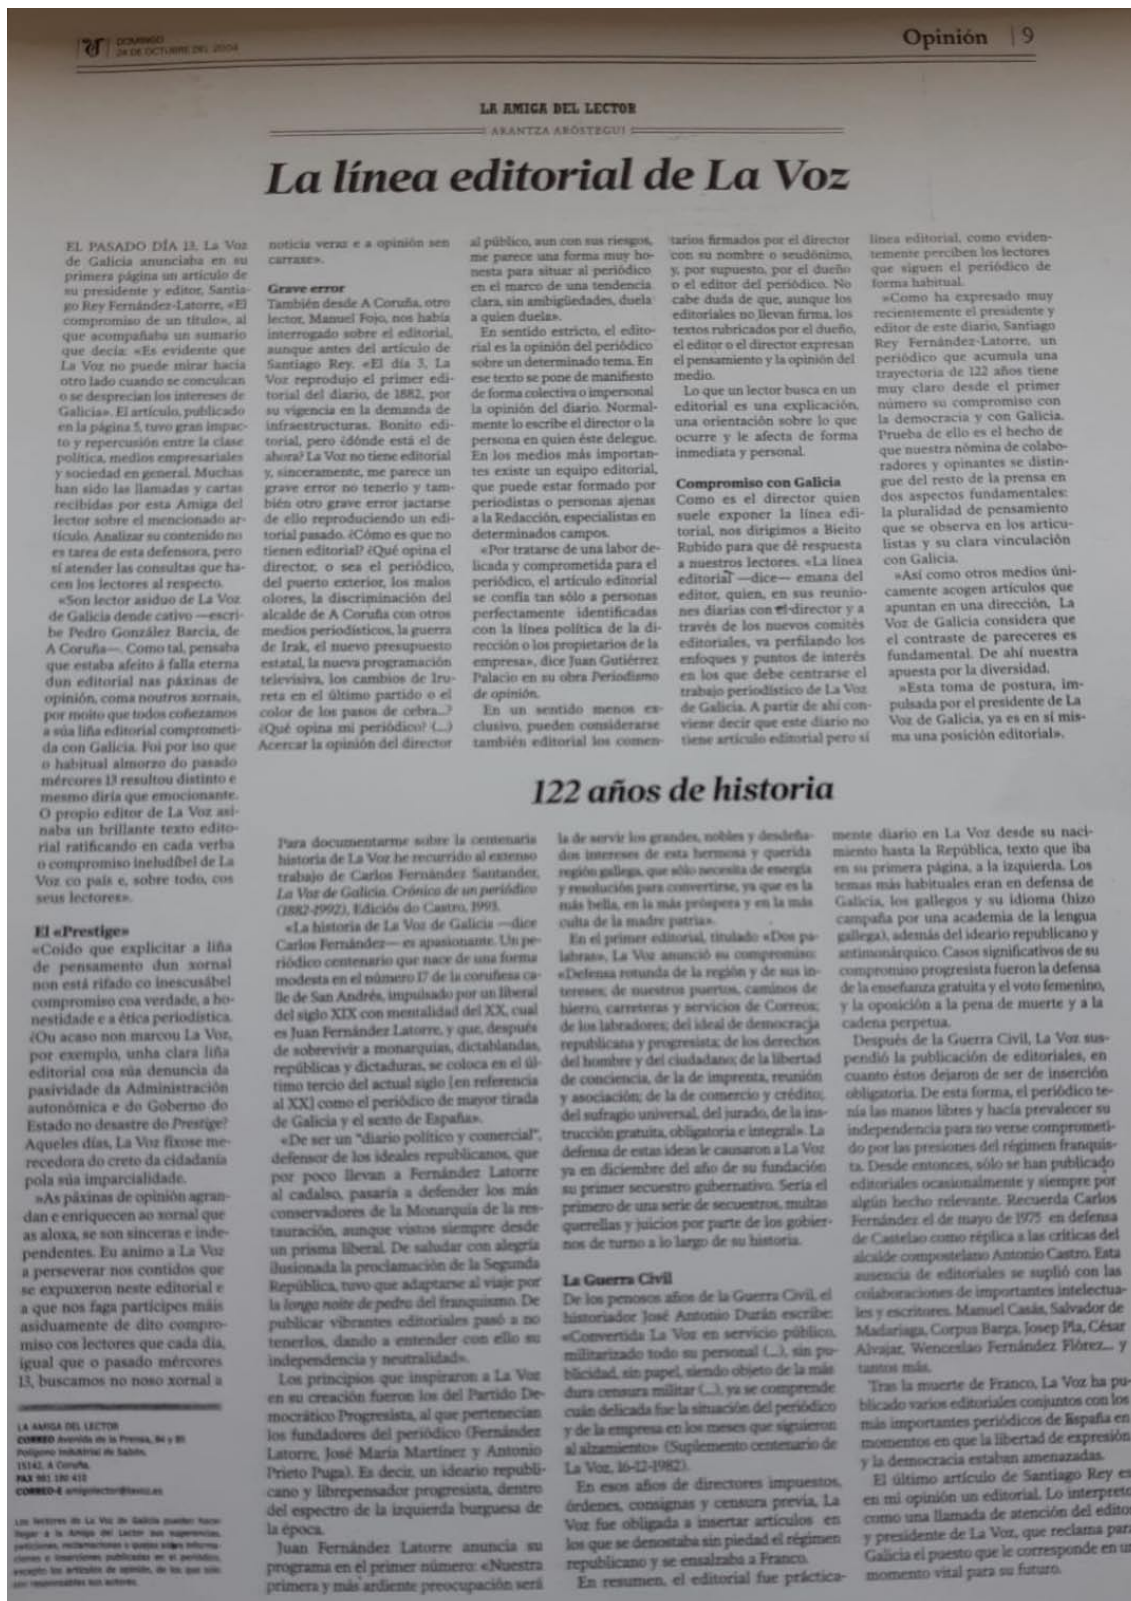 DOMINGO
24 DE OCTUBRE DEL 2004
Opinión | 9
LA AMIGA DEL LECTOR
ARANTZA ARÓSTEGUI
La línea editorial de La Voz
EL PASADO DÍA 13, La Voz
de Galicia anunciaba en su
primera página un artículo de
su presidente y editor, Santia-
go Rey Fernández-Latorre, «El
compromiso de un título», al
que acompañaba un sumario
que decía: «Es evidente que
La Voz no puede mirar hacia
otro lado cuando se conculcan
o se desprecian los intereses de
Galicia». El artículo, publicado
en la página 5, tuvo gran impac-
to y repercusión entre la clase
política, medios empresariales
y sociedad en general. Muchas
han sido las llamadas y cartas
recibidas por esta Amiga del
lector sobre el mencionado ar-
tículo. Analizar su contenido no
es tarea de esta defensora, pero
sí atender las consultas que ha-
cen los lectores al respecto.
«Son lector asiduo de La Voz
de Galicia dende cativo —escri-
be Pedro González Barcia, de
A Coruña—. Como tal, pensaba
que estaba afeito á falla eterna
dun editorial nas páxinas de
opinión, coma noutros xornais,
por moito que todos coñezamos
a súa liña editorial comprometi-
da con Galicia. Foi por iso que
o habitual almorzo do pasado
mércores 13 resultou distinto e
mesmo diría que emocionante.
O propio editor de La Voz asi-
naba un brillante texto edito-
rial ratificando en cada verba
o compromiso ineludíbel de La
Voz co país e, sobre todo, cos
seus lectores».
El «Prestige»
«Coido que explicitar a liña
de pensamento dun xornal
non está rifado co inescusábel
compromiso coa verdade, a ho-
nestidade e a ética periodística.
¿Ou acaso non marcou La Voz,
por exemplo, unha clara liña
editorial coa súa denuncia da
pasividade da Administración
autonómica e do Goberno do
Estado no desastre do Prestige?
Aqueles días, La Voz fíxose me-
recedora do creto da cidadanía
pola súa imparcialidade.
»As páxinas de opinión agran-
dan e enriquecen ao xornal que
as aloxa, se son sinceras e inde-
pendentes. Eu animo a La Voz
a perseverar nos contidos que
se expuxeron neste editorial e
a que nos faga partícipes máis
asiduamente de dito compro-
miso cos lectores que cada día,
igual que o pasado mércores
13, buscamos no noso xornal a
noticia veraz e a opinión sen
carraxe».
Grave error
También desde A Coruña, otro
lector, Manuel Fojo, nos había
interrogado sobre el editorial,
aunque antes del artículo de
Santiago Rey. «El día 3, La
Voz reprodujo el primer edi-
torial del diario, de 1882, por
su vigencia en la demanda de
infraestructuras. Bonito edi-
torial, pero ¿dónde está el de
ahora? La Voz no tiene editorial
y, sinceramente, me parece un
grave error no tenerlo y tam-
bién otro grave error jactarse
de ello reproduciendo un edi-
torial pasado. ¿Cómo es que no
tienen editorial? ¿Qué opina el
director, o sea el periódico,
del puerto exterior, los malos
olores, la discriminación del
alcalde de A Coruña con otros
medios periodísticos, la guerra
de Irak, el nuevo presupuesto
estatal, la nueva programación
televisiva, los cambios de Iru-
reta en el último partido o el
color de los pasos de cebra...?
¿Qué opina mi periódico? (...)
Acercar la opinión del director
al público, aun con sus riesgos,
me parece una forma muy ho-
nesta para situar al periódico
en el marco de una tendencia
clara, sin ambigüedades, duela
a quien duela».
En sentido estricto, el edito-
rial es la opinión del periódico
sobre un determinado tema. En
ese texto se pone de manifiesto
de forma colectiva o impersonal
la opinión del diario. Normal-
mente lo escribe el director o la
persona en quien éste delegue.
En los medios más importan-
tes existe un equipo editorial,
que puede estar formado por
periodistas o personas ajenas
a la Redacción, especialistas en
determinados campos.
«Por tratarse de una labor de-
licada y comprometida para el
periódico, el artículo editorial
se confía tan sólo a personas
perfectamente identificadas
con la línea política de la di-
rección o los propietarios de la
empresa», dice Juan Gutiérrez
Palacio en su obra Periodismo
de opinión.
En un sentido menos ex-
clusivo, pueden considerarse
también editorial los comen-
tarios firmados por el director
con su nombre o seudónimo,
y, por supuesto, por el dueño
o el editor del periódico. No
cabe duda de que, aunque los
editoriales no llevan firma, los
textos rubricados por el dueño,
el editor o el director expresan
el pensamiento y la opinión del
medio.
Lo que un lector busca en un
editorial es una explicación,
una orientación sobre lo que
ocurre y le afecta de forma
inmediata y personal.
Compromiso con Galicia
Como es el director quien
suele exponer la línea edi-
torial, nos dirigimos a Bieito
Rubido para que dé respuesta
a nuestros lectores. «La línea
editorial —dice— emana del
editor, quien, en sus reunio-
nes diarias con el director y a
través de los nuevos comités
editoriales, va perfilando los
enfoques y puntos de interés
en los que debe centrarse el
trabajo periodístico de La Voz
de Galicia. A partir de ahí con-
viene decir que este diario no
tiene artículo editorial pero sí
línea editorial, como eviden-
temente perciben los lectores
que siguen el periódico de
forma habitual.
»Como ha expresado muy
recientemente el presidente y
editor de este diario, Santiago
Rey Fernández-Latorre, un
periódico que acumula una
trayectoria de 122 años tiene
muy claro desde el primer
número su compromiso con
la democracia y con Galicia.
Prueba de ello es el hecho de
que nuestra nómina de colabo-
radores y opinantes se distin-
gue del resto de la prensa en
dos aspectos fundamentales:
la pluralidad de pensamiento
que se observa en los articu-
listas y su clara vinculación
con Galicia.
»Así como otros medios úni-
camente acogen artículos que
apuntan en una dirección, La
Voz de Galicia considera que
el contraste de pareceres es
fundamental. De ahí nuestra
apuesta por la diversidad.
»Esta toma de postura, im-
pulsada por el presidente de La
Voz de Galicia, ya es en sí mis-
ma una posición editorial».
122 años de historia
Para documentarme sobre la centenaria
historia de La Voz he recurrido al extenso
trabajo de Carlos Fernández Santander,
La Voz de Galicia. Crónica de un periódico
(1882-1992), Ediciós do Castro, 1993.
«La historia de La Voz de Galicia —dice
Carlos Fernández— es apasionante. Un pe-
riódico centenario que nace de una forma
modesta en el número 17 de la coruñesa ca-
lle de San Andrés, impulsado por un liberal
del siglo XIX con mentalidad del XX, cual
es Juan Fernández Latorre, y que, después
de sobrevivir a monarquías, dictablandas,
repúblicas y dictaduras, se coloca en el úl-
timo tercio del actual siglo [en referencia
al XX] como el periódico de mayor tirada
de Galicia y el sexto de España».
«De ser un "diario político y comercial",
defensor de los ideales republicanos, que
por poco llevan a Fernández Latorre
al cadalso, pasaría a defender los más
conservadores de la Monarquía de la res-
tauración, aunque vistos siempre desde
un prisma liberal. De saludar con alegría
ilusionada la proclamación de la Segunda
República, tuvo que adaptarse al viaje por
la longa noite de pedra del franquismo. De
publicar vibrantes editoriales pasó a no
tenerlos, dando a entender con ello su
independencia y neutralidad».
Los principios que inspiraron a La Voz
en su creación fueron los del Partido De-
mocrático Progresista, al que pertenecían
los fundadores del periódico (Fernández
Latorre, José María Martínez y Antonio
Prieto Puga). Es decir, un ideario republi-
cano y librepensador progresista, dentro
del espectro de la izquierda burguesa de
la época.
Juan Fernández Latorre anuncia su
programa en el primer número: «Nuestra
primera y más ardiente preocupación será
la de servir los grandes, nobles y desdeña-
dos intereses de esta hermosa y querida
región gallega, que sólo necesita de energía
y resolución para convertirse, ya que es la
más bella, en la más próspera y en la más
culta de la madre patria».
En el primer editorial, titulado «Dos pa-
labras», La Voz anunció su compromiso:
«Defensa rotunda de la región y de sus in-
tereses; de nuestros puertos, caminos de
hierro, carreteras y servicios de Correos;
de los labradores; del ideal de democracia
republicana y progresista; de los derechos
del hombre y del ciudadano; de la libertad
de conciencia, de la de imprenta, reunión
y asociación; de la de comercio y crédito;
del sufragio universal, del jurado, de la ins-
trucción gratuita, obligatoria e integral». La
defensa de estas ideas le causaron a La Voz
ya en diciembre del año de su fundación
su primer secuestro gubernativo. Sería el
primero de una serie de secuestros, multas
querellas y juicios por parte de los gobier-
nos de turno a lo largo de su historia.
La Guerra Civil
De los penosos años de la Guerra Civil, el
historiador José Antonio Durán escribe:
«Convertida La Voz en servicio público,
militarizado todo su personal (...), sin pu-
blicidad, sin papel, siendo objeto de la más
dura censura militar (...), ya se comprende
cuán delicada fue la situación del periódico
y de la empresa en los meses que siguieron
al alzamiento» (Suplemento centenario de
La Voz, 16-12-1982).
En esos años de directores impuestos,
órdenes, consignas y censura previa, La
Voz fue obligada a insertar artículos en
los que se denostaba sin piedad el régimen
republicano y se ensalzaba a Franco.
En resumen, el editorial fue práctica-
mente diario en La Voz desde su naci-
miento hasta la República, texto que iba
en su primera página, a la izquierda. Los
temas más habituales eran en defensa de
Galicia, los gallegos y su idioma (hizo
campaña por una academia de la lengua
gallega), además del ideario republicano y
antimonárquico. Casos significativos de su
compromiso progresista fueron la defensa
de la enseñanza gratuita y el voto femenino,
y la oposición a la pena de muerte y a la
cadena perpetua.
Después de la Guerra Civil, La Voz sus-
pendió la publicación de editoriales, en
cuanto éstos dejaron de ser de inserción
obligatoria. De esta forma, el periódico te-
nía las manos libres y hacía prevalecer su
independencia para no verse comprometi-
do por las presiones del régimen franquis-
ta. Desde entonces, sólo se han publicado
editoriales ocasionalmente y siempre por
algún hecho relevante. Recuerda Carlos
Fernández el de mayo de 1975 en defensa
de Castelao como réplica a las críticas del
alcalde compostelano Antonio Castro. Esta
ausencia de editoriales se suplió con las
colaboraciones de importantes intelectua-
les y escritores. Manuel Casás, Salvador de
Madariaga, Corpus Barga, Josep Pla, César
Alvajar, Wenceslao Fernández Flórez... y
tantos más.
Tras la muerte de Franco, La Voz ha pu-
blicado varios editoriales conjuntos con los
más importantes periódicos de España en
momentos en que la libertad de expresión
y la democracia estaban amenazadas.
El último artículo de Santiago Rey es
en mi opinión un editorial. Lo interpreto
como una llamada de atención del editor
y presidente de La Voz, que reclama para
Galicia el puesto que le corresponde en un
momento vital para su futuro.
LA AMIGA DEL LECTOR
CORREO Avenida de la Prensa, 84 y 85
Polígono Industrial de Sabón,
15142, A Coruña.
FAX 981 180 410
CORREO-E amigolector@lavoz.es
Los lectores de La Voz de Galicia pueden hacer
llegar a la Amiga del Lector sus sugerencias,
peticiones, reclamaciones o quejas sobre informa-
ciones o inserciones publicadas en el periódico,
excepto los artículos de opinión, de los que sólo
son responsables sus autores.